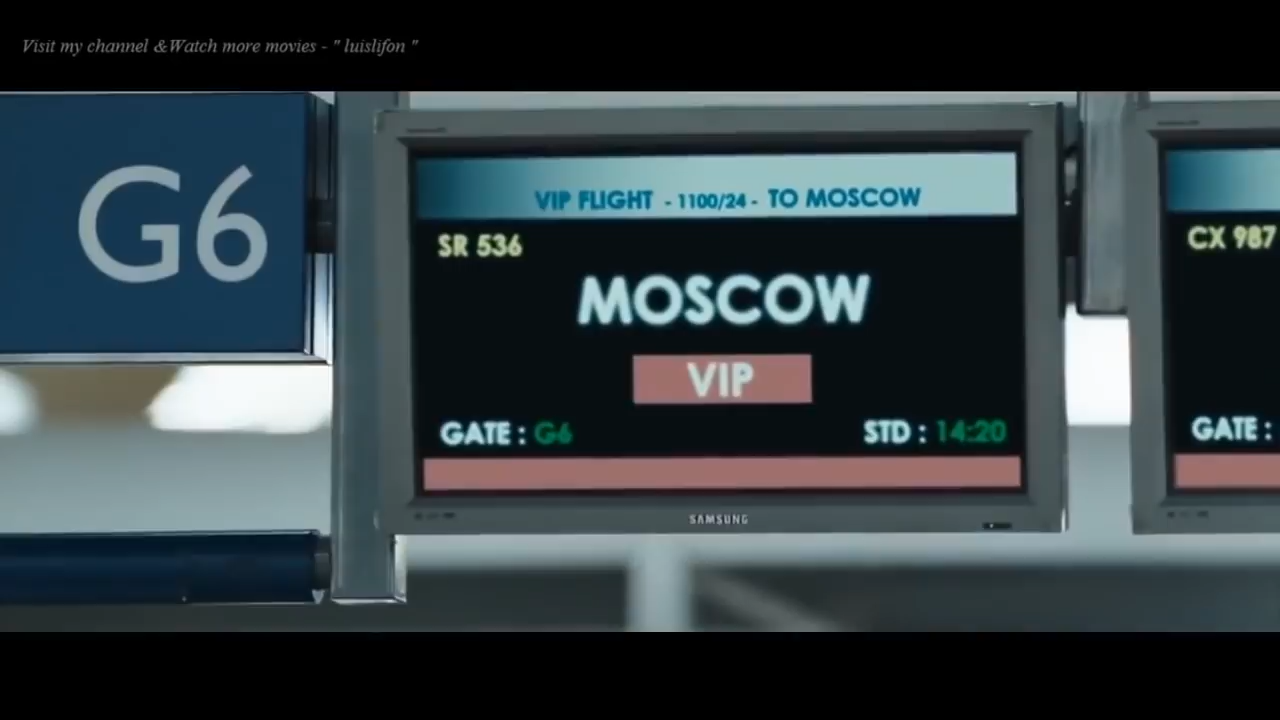 Visit my channel &Watch more movies - " luislifon "
G6
VIP FLIGHT - 1100/24 - TO MOSCOW
SR 536
MOSCOW
VIP
GATE : G6
STD : 14:20
SAMSUNG
CX 987
GATE :